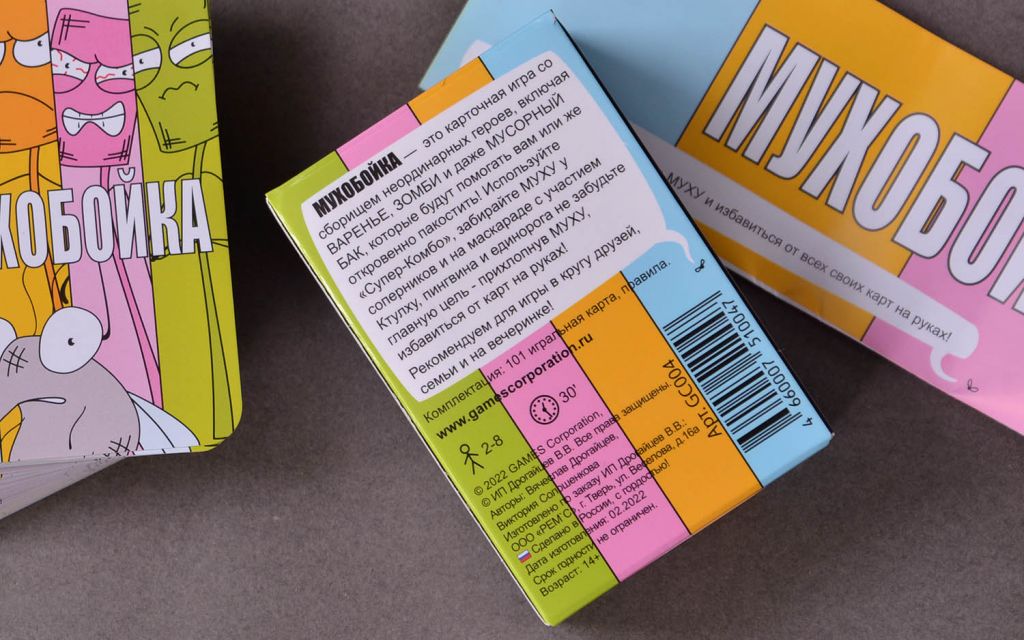 ХОБОЙКА
МУХОБОЙКА — это карточная игра со
сборищем неординарных героев, включая
ВАРЕНЬЕ, ЗОМБИ и даже МУСОРНЫЙ
БАК, которые будут помогать вам или же
откровенно пакостить! Используйте
«Супер-Комбо», забирайте МУХУ у
соперников и на маскараде с участием
Ктулху, пингвина и единорога не забудьте
главную цель - прихлопнув МУХУ,
избавиться от карт на руках!
Рекомендуем для игры в кругу друзей,
семьи и на вечеринке!
Комплектация: 101 игральная карта, правила.
www.gamescorporation.ru
2-8
30'
© 2022 GAMES Corporation,
© ИП Дрогайцев В.В. Все права защищены.
Авторы: Вячеслав Дрогайцев,
Виктория
Изготовлено по заказу ИП Дрогайцев В.В.:
г. Тверь, ул. д. 16а
Сделано в России, с гордостью!
Дата изготовления: 02.2022
Срок годности не ограничен.
Возраст: 14+
Арт. GC004
4 660007 510047
МУХОБОЙ
МУХУ и избавиться от всех своих карт на руках!